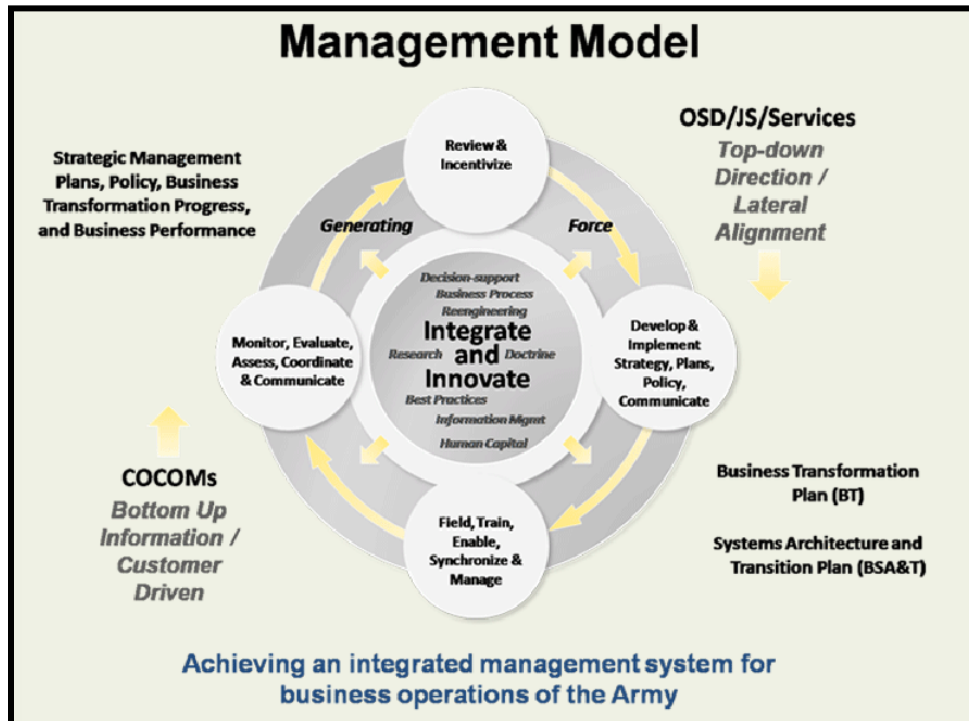 Management Model
Strategic Management
Plans, Policy, Business
Transformation Progress,
and Business Performance
Review &
Incentivize
OSD/JS/Services
Top-down
Direction /
Lateral
Alignment
Generating
Force
Decision-support
Business Process
Reengineering
Integrate
Research and Doctrine
Innovate
Best Practices
Information Mgmt
Human Capital
Monitor, Evaluate,
Assess, Coordinate
& Communicate
Develop &
Implement
Strategy, Plans,
Policy,
Communicate
COCOMs
Bottom Up
Information /
Customer
Driven
Field, Train,
Enable,
Synchronize &
Manage
Business Transformation
Plan (BT)
Systems Architecture and
Transition Plan (BSA&T)
Achieving an integrated management system for
business operations of the Army